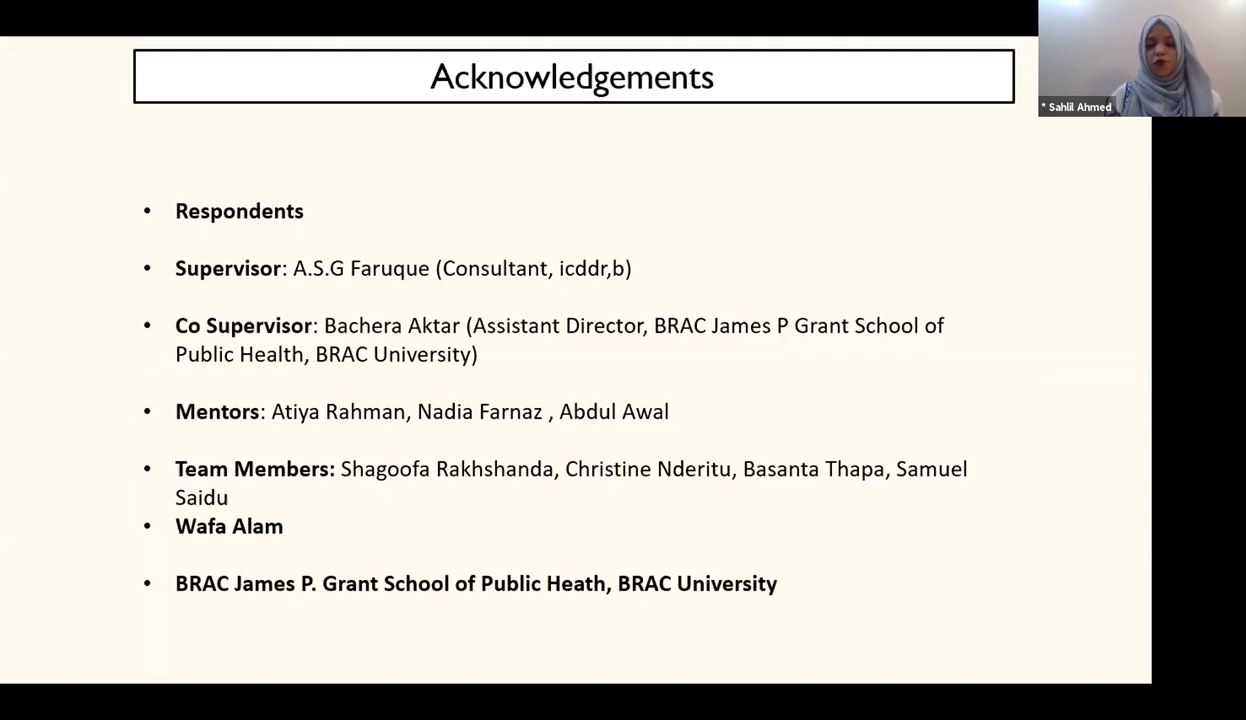 Acknowledgements
* Sahlil Ahmed
• Respondents
• Supervisor: A.S.G Faruque (Consultant, icddr,b)
• Co Supervisor: Bachera Aktar (Assistant Director, BRAC James P Grant School of
Public Health, BRAC University)
• Mentors: Atiya Rahman, Nadia Farnaz , Abdul Awal
• Team Members: Shagoofa Rakhshanda, Christine Nderitu, Basanta Thapa, Samuel
Saidu
• Wafa Alam
• BRAC James P. Grant School of Public Heath, BRAC University